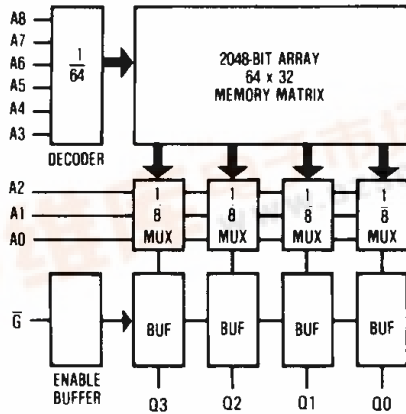 A8
A7
A6
A5
A4
A3
1
64
DECODER
2048-BIT ARRAY
64 x 32
MEMORY MATRIX
A2
A1
A0
1 1 1 1
8 8 8 8
MUX MUX MUX MUX
G̅
BUF BUF BUF BUF
ENABLE
BUFFER
Q3 Q2 Q1 Q0